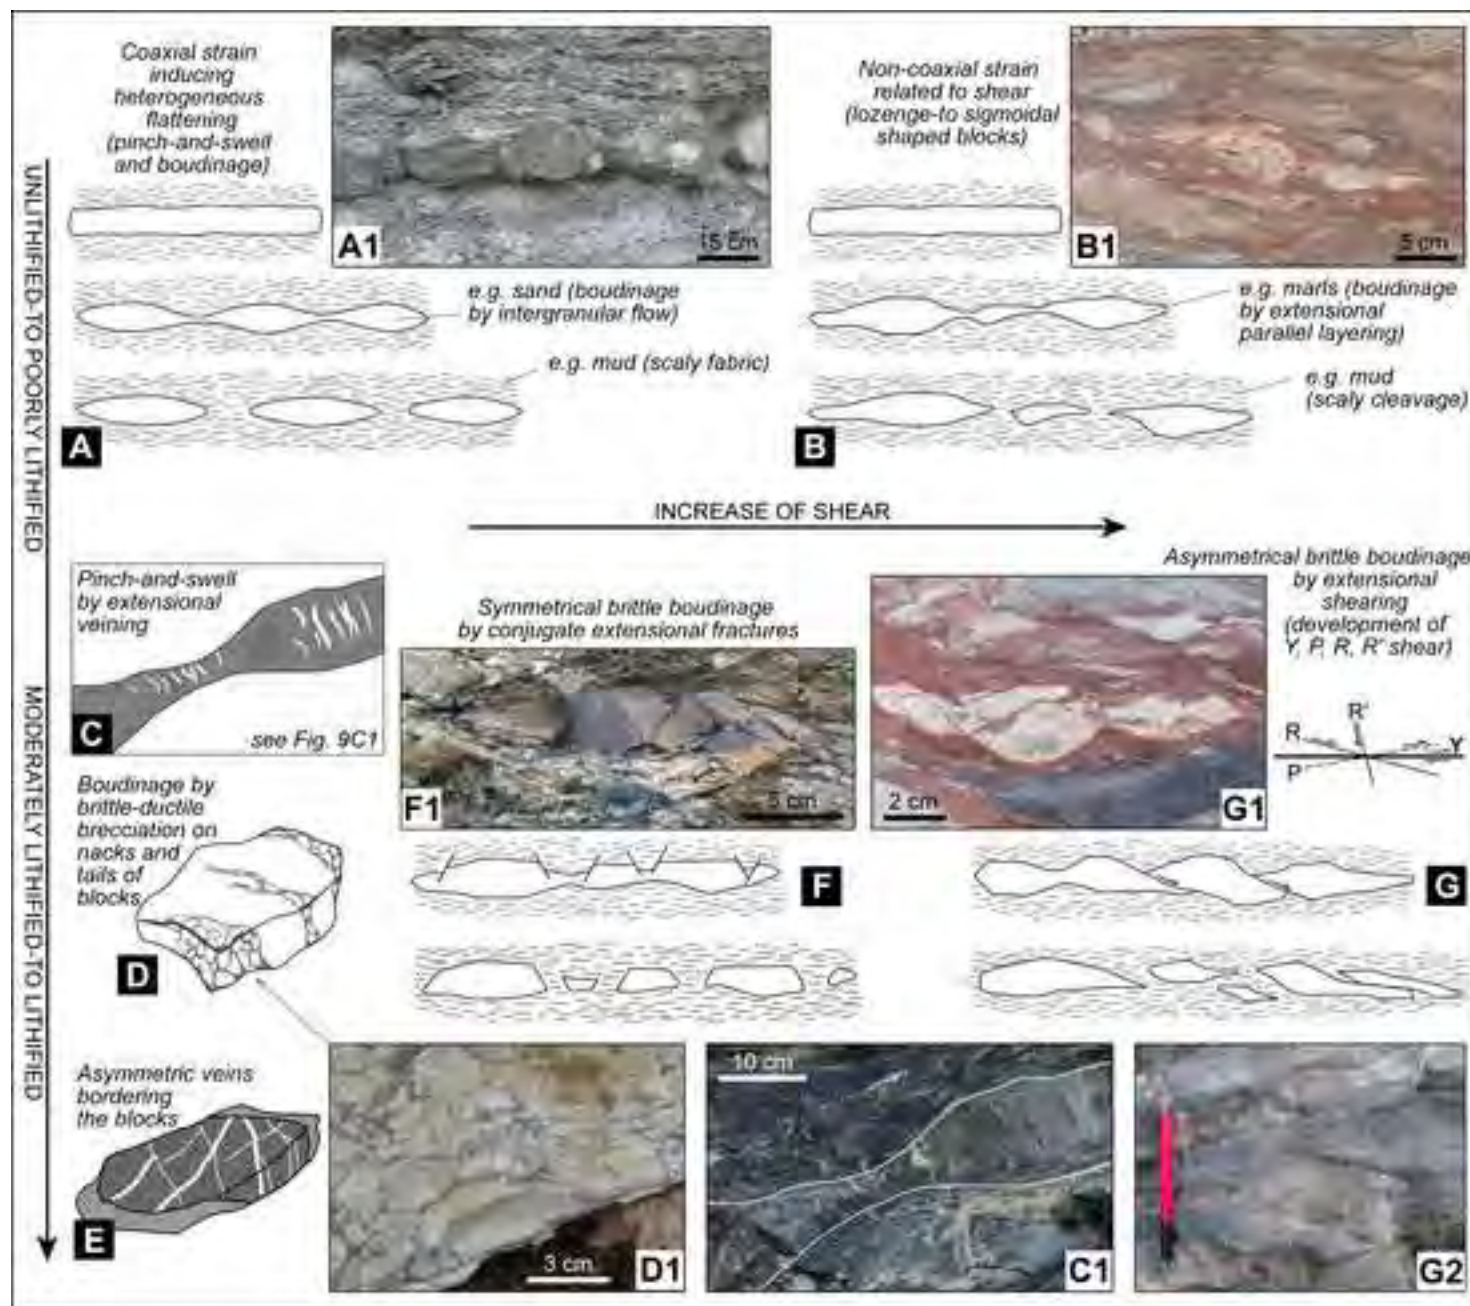 Coaxial strain
inducing
heterogeneous
flattening
(pinch-and-swell
and boudinage)
A1
15 cm
Non-coaxial strain
related to shear
(lozenge-to sigmoidal
shaped blocks)
B1
5 cm
UNLITHIFIED-TO POORLY LITHIFIED
e.g. sand (boudinage
by intergranular flow)
e.g. mud (scaly fabric)
A
e.g. marls (boudinage
by extensional
parallel layering)
e.g. mud
(scaly cleavage)
B
INCREASE OF SHEAR
MODERATELY LITHIFIED-TO LITHIFIED
Pinch-and-swell
by extensional
veining
C
see Fig. 9C1
Symmetrical brittle boudinage
by conjugate extensional fractures
F1
5 cm
Asymmetrical brittle boudinage
by extensional
shearing
(development of
Y, P, R, R' shear)
2 cm
G1
R'
R
Y
P
Boudinage by
brittle-ductile
brecciation on
nacks and
tails of
blocks
D
F
G
Asymmetric veins
bordering
the blocks
E
3 cm
D1
10 cm
C1
G2